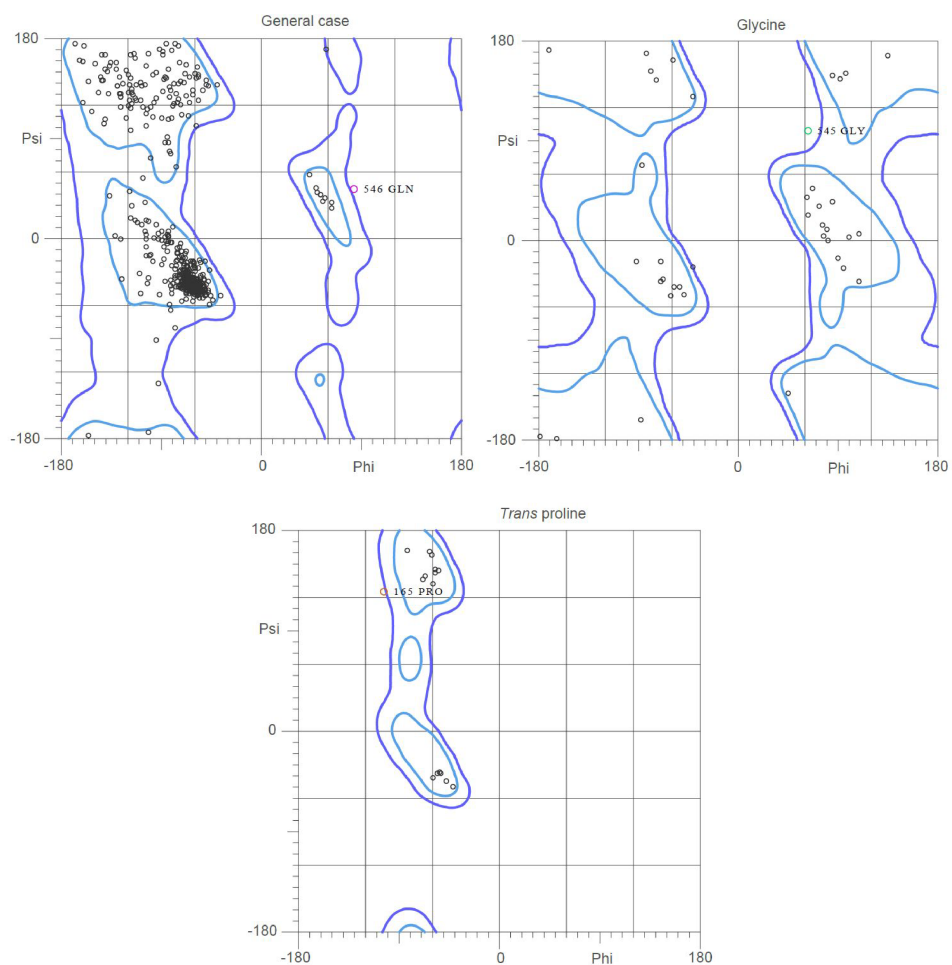 General case
180
Psi
546 GLN
0
-180
-180 0 Phi 180
Glycine
180
Psi
545 GLY
0
-180
-180 0 Phi 180
Trans proline
180
165 PRO
Psi
0
-180
-180 0 Phi 180